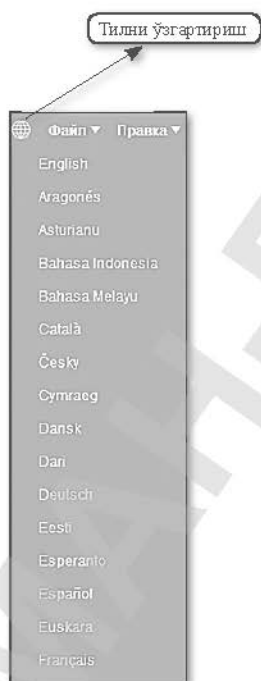 Тилни ўзгартириш
Файл ▼ Правка ▼
English
Aragonés
Asturianu
Bahasa Indonesia
Bahasa Melayu
Català
Česky
Cymraeg
Dansk
Dari
Deutsch
Eesti
Esperanto
Español
Euskara
Français